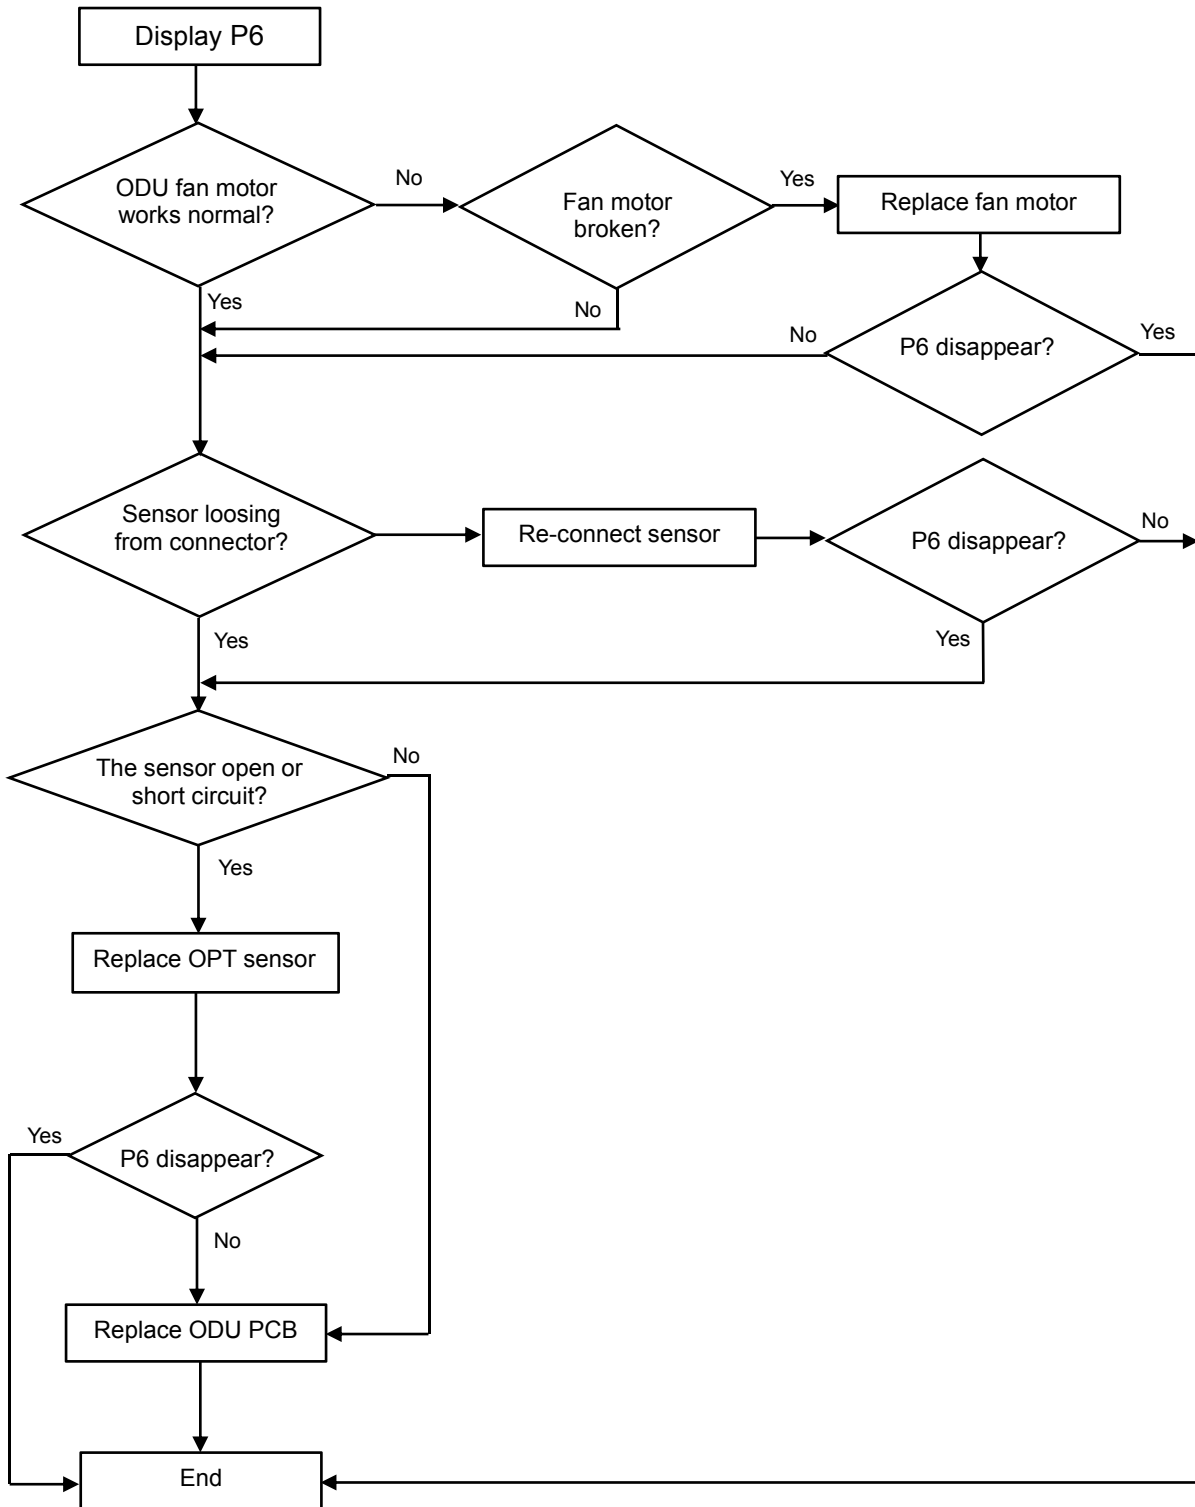 Display P6
ODU fan motor
works normal?
No
Fan motor
broken?
Yes
Replace fan motor
Yes
No
No
P6 disappear?
Yes
Sensor loosing
from connector?
Re-connect sensor
P6 disappear?
No
Yes
Yes
The sensor open or
short circuit?
No
Yes
Replace OPT sensor
Yes
P6 disappear?
No
Replace ODU PCB
End